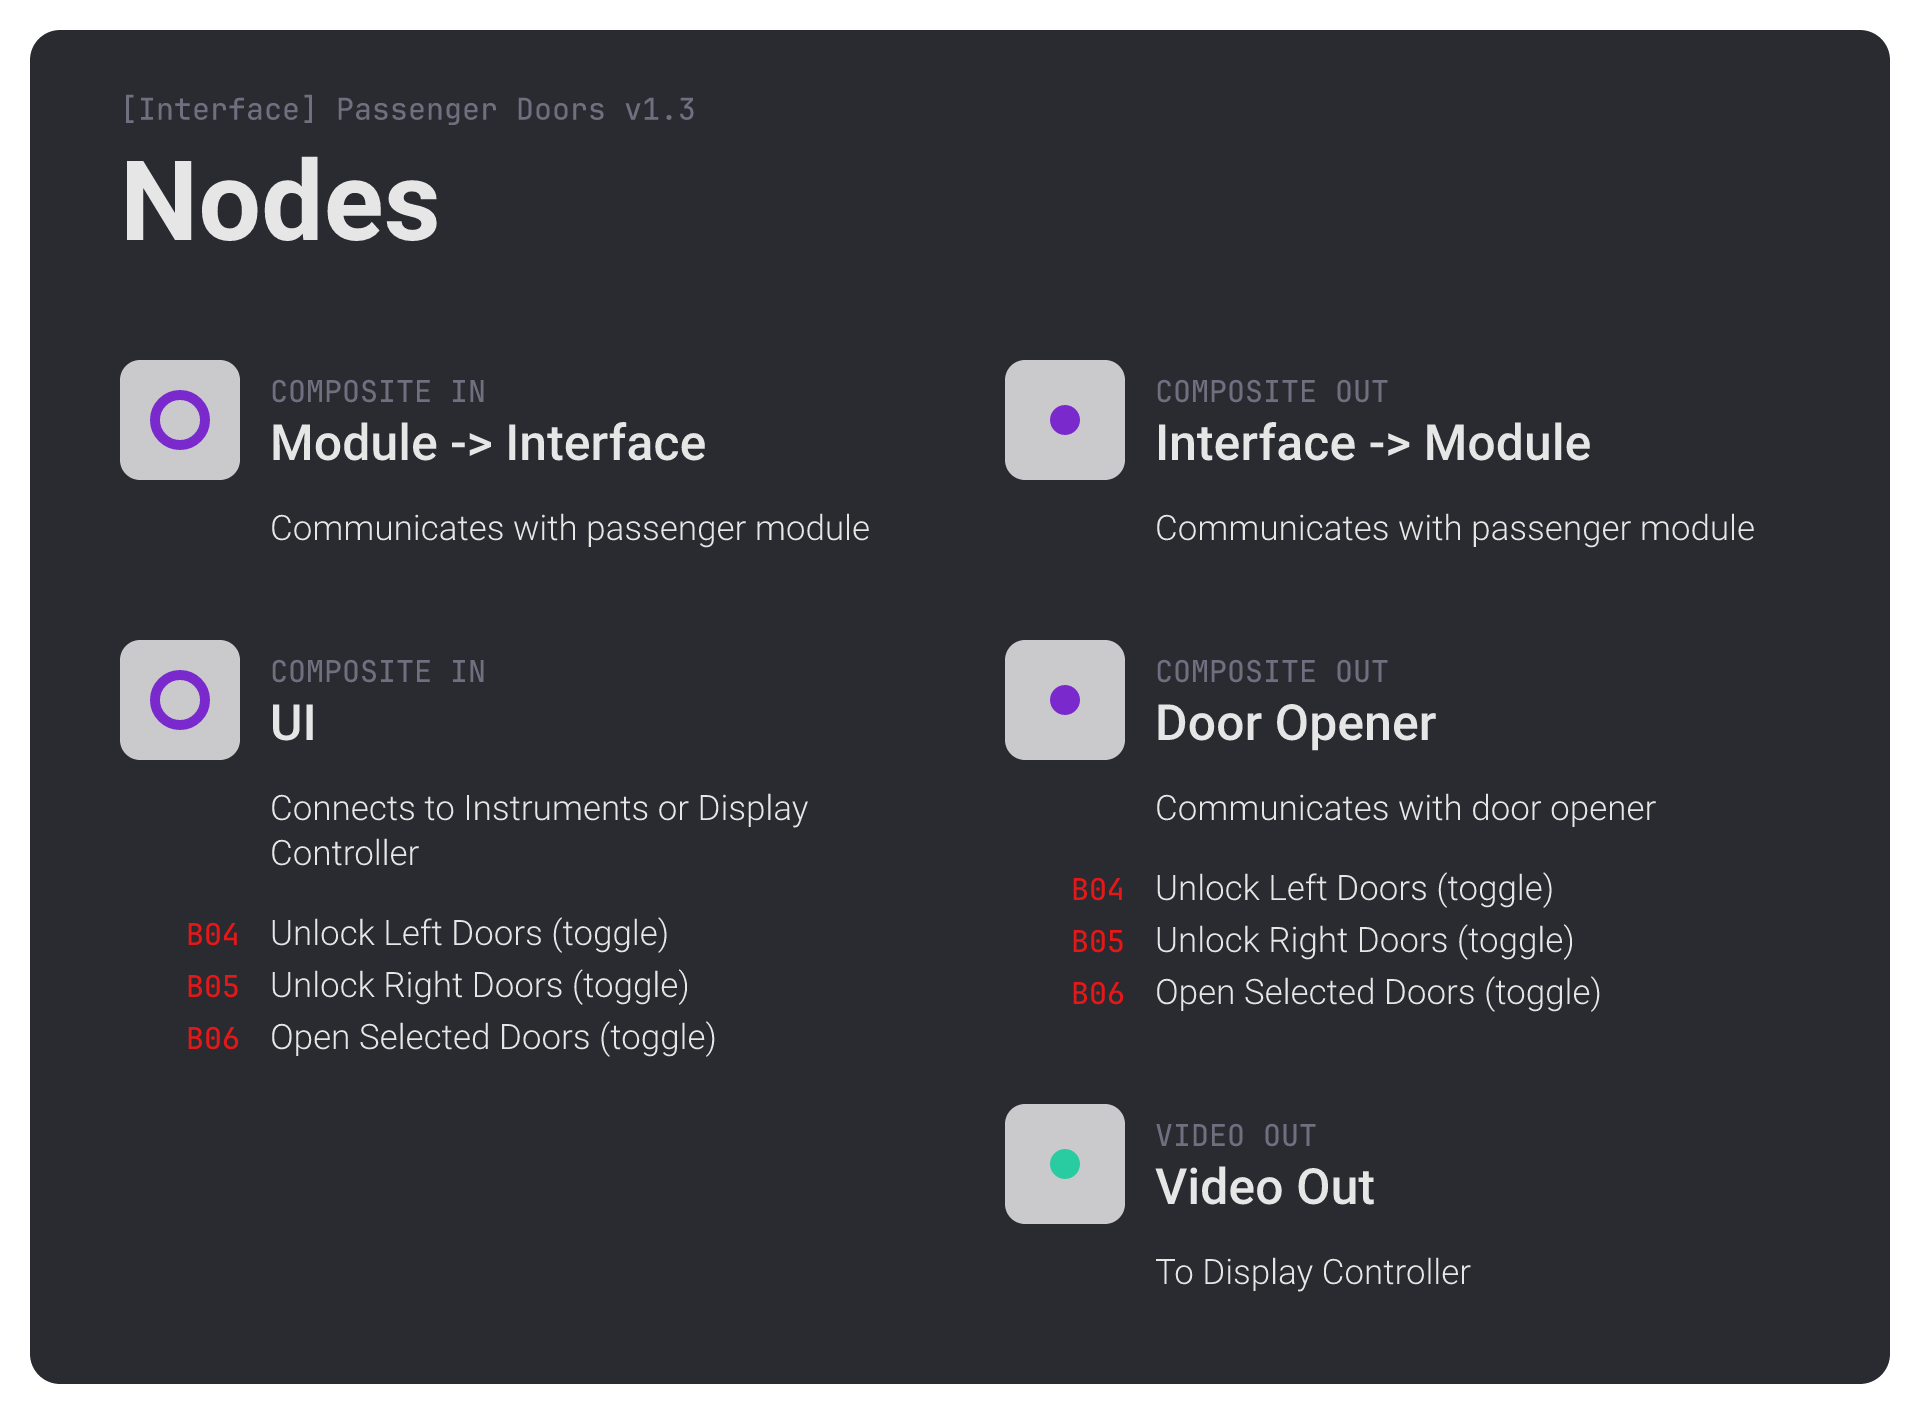 [Interface] Passenger Doors v1.3
Nodes
COMPOSITE IN
Module -> Interface
Communicates with passenger module
COMPOSITE IN
UI
Connects to Instruments or Display
Controller
B04 Unlock Left Doors (toggle)
B05 Unlock Right Doors (toggle)
B06 Open Selected Doors (toggle)
COMPOSITE OUT
Interface -> Module
Communicates with passenger module
COMPOSITE OUT
Door Opener
Communicates with door opener
B04 Unlock Left Doors (toggle)
B05 Unlock Right Doors (toggle)
B06 Open Selected Doors (toggle)
VIDEO OUT
Video Out
To Display Controller